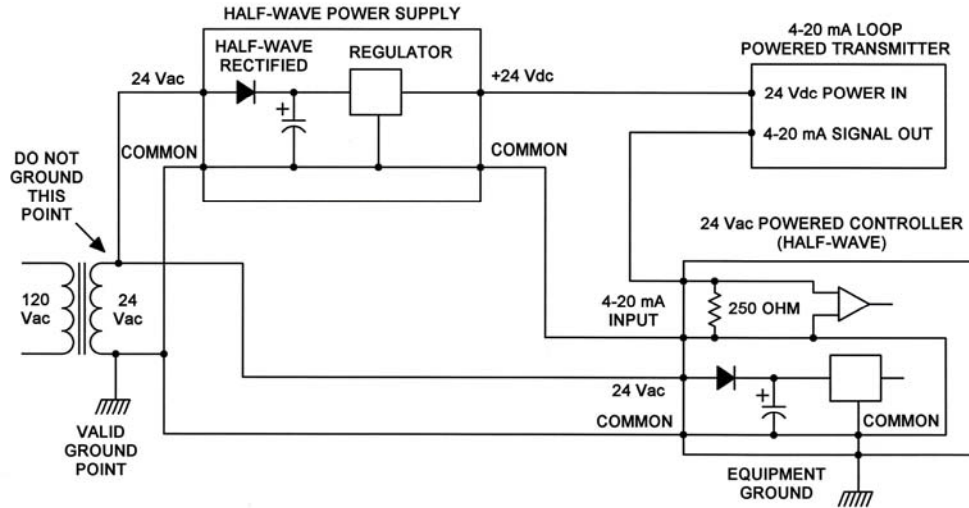 HALF-WAVE POWER SUPPLY
HALF-WAVE
RECTIFIED
REGULATOR
24 Vac
+24 Vdc
+
COMMON
COMMON
4-20 mA LOOP
POWERED TRANSMITTER
24 Vdc POWER IN
4-20 mA SIGNAL OUT
DO NOT
GROUND
THIS
POINT
120
Vac
24
Vac
VALID
GROUND
POINT
24 Vac POWERED CONTROLLER
(HALF-WAVE)
4-20 mA
INPUT
250 OHM
24 Vac
+
COMMON
COMMON
EQUIPMENT
GROUND